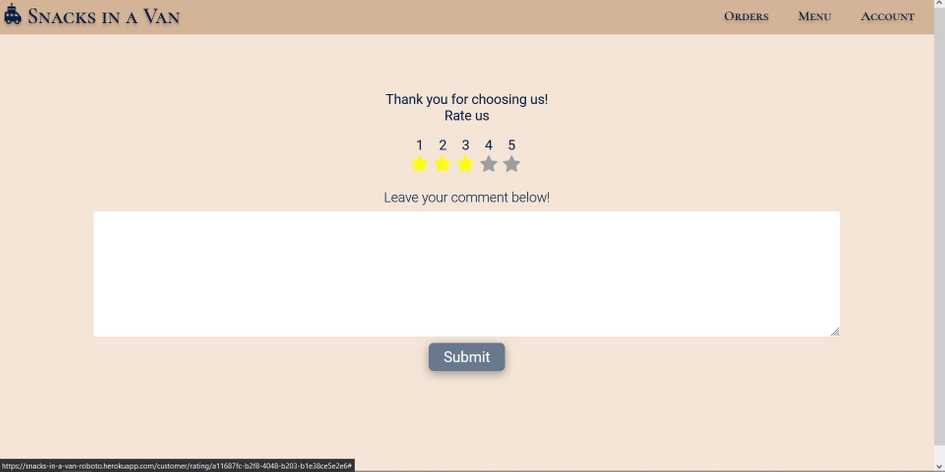 Snacks in a Van
Orders Menu Account
Thank you for choosing us!
Rate us
1 2 3 4 5
Leave your comment below!
Submit
https://snacks-in-a-van-roboto.herokuapp.com/customer/rating/a11687fc-b2f8-4048-b203-b1e38ce5e2e6#